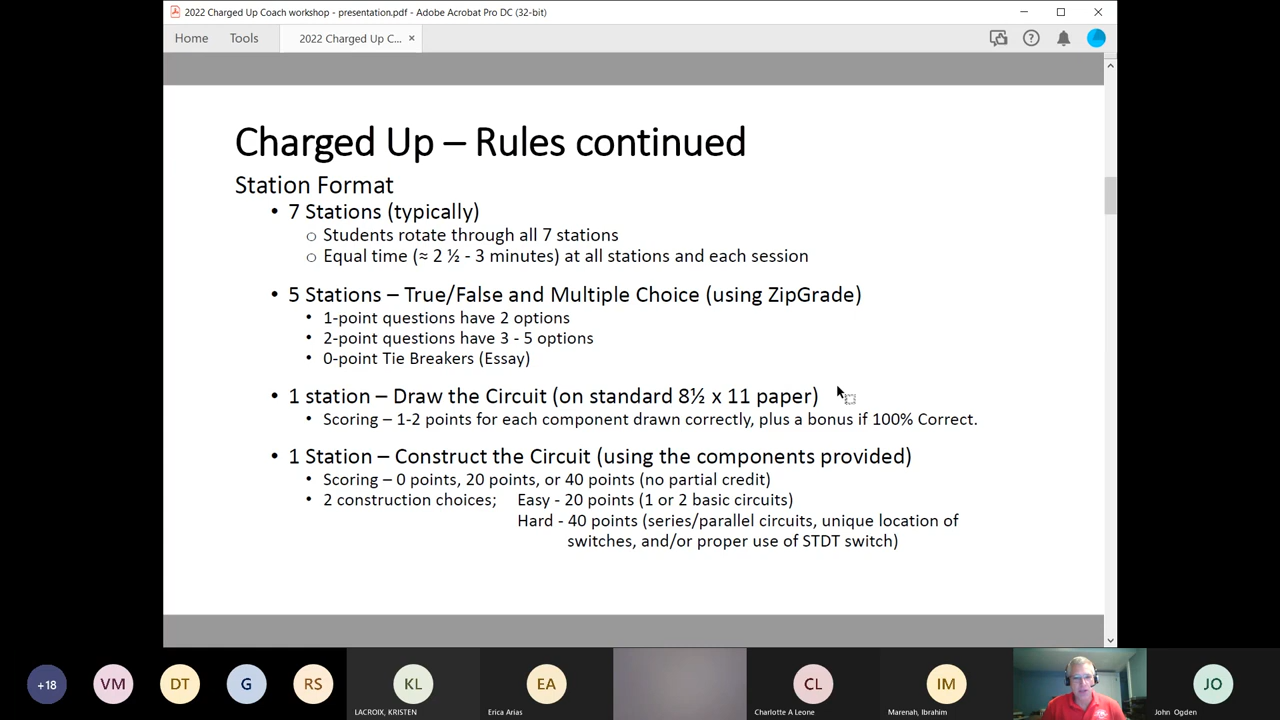 2022 Charged Up Coach workshop - presentation.pdf - Adobe Acrobat Pro DC (32-bit)
Home Tools 2022 Charged Up C... ×
Charged Up – Rules continued
Station Format
• 7 Stations (typically)
○ Students rotate through all 7 stations
○ Equal time (≈ 2 ½ - 3 minutes) at all stations and each session
• 5 Stations – True/False and Multiple Choice (using ZipGrade)
• 1-point questions have 2 options
• 2-point questions have 3 - 5 options
• 0-point Tie Breakers (Essay)
• 1 station – Draw the Circuit (on standard 8½ x 11 paper)
• Scoring – 1-2 points for each component drawn correctly, plus a bonus if 100% Correct.
• 1 Station – Construct the Circuit (using the components provided)
• Scoring – 0 points, 20 points, or 40 points (no partial credit)
• 2 construction choices; Easy - 20 points (1 or 2 basic circuits)
Hard - 40 points (series/parallel circuits, unique location of
switches, and/or proper use of STDT switch)
+18 VM DT G RS KL EA CL IM JO
LACROIX, KRISTEN Erica Arias Charlotte A Leone Marenah, Ibrahim John Ogden